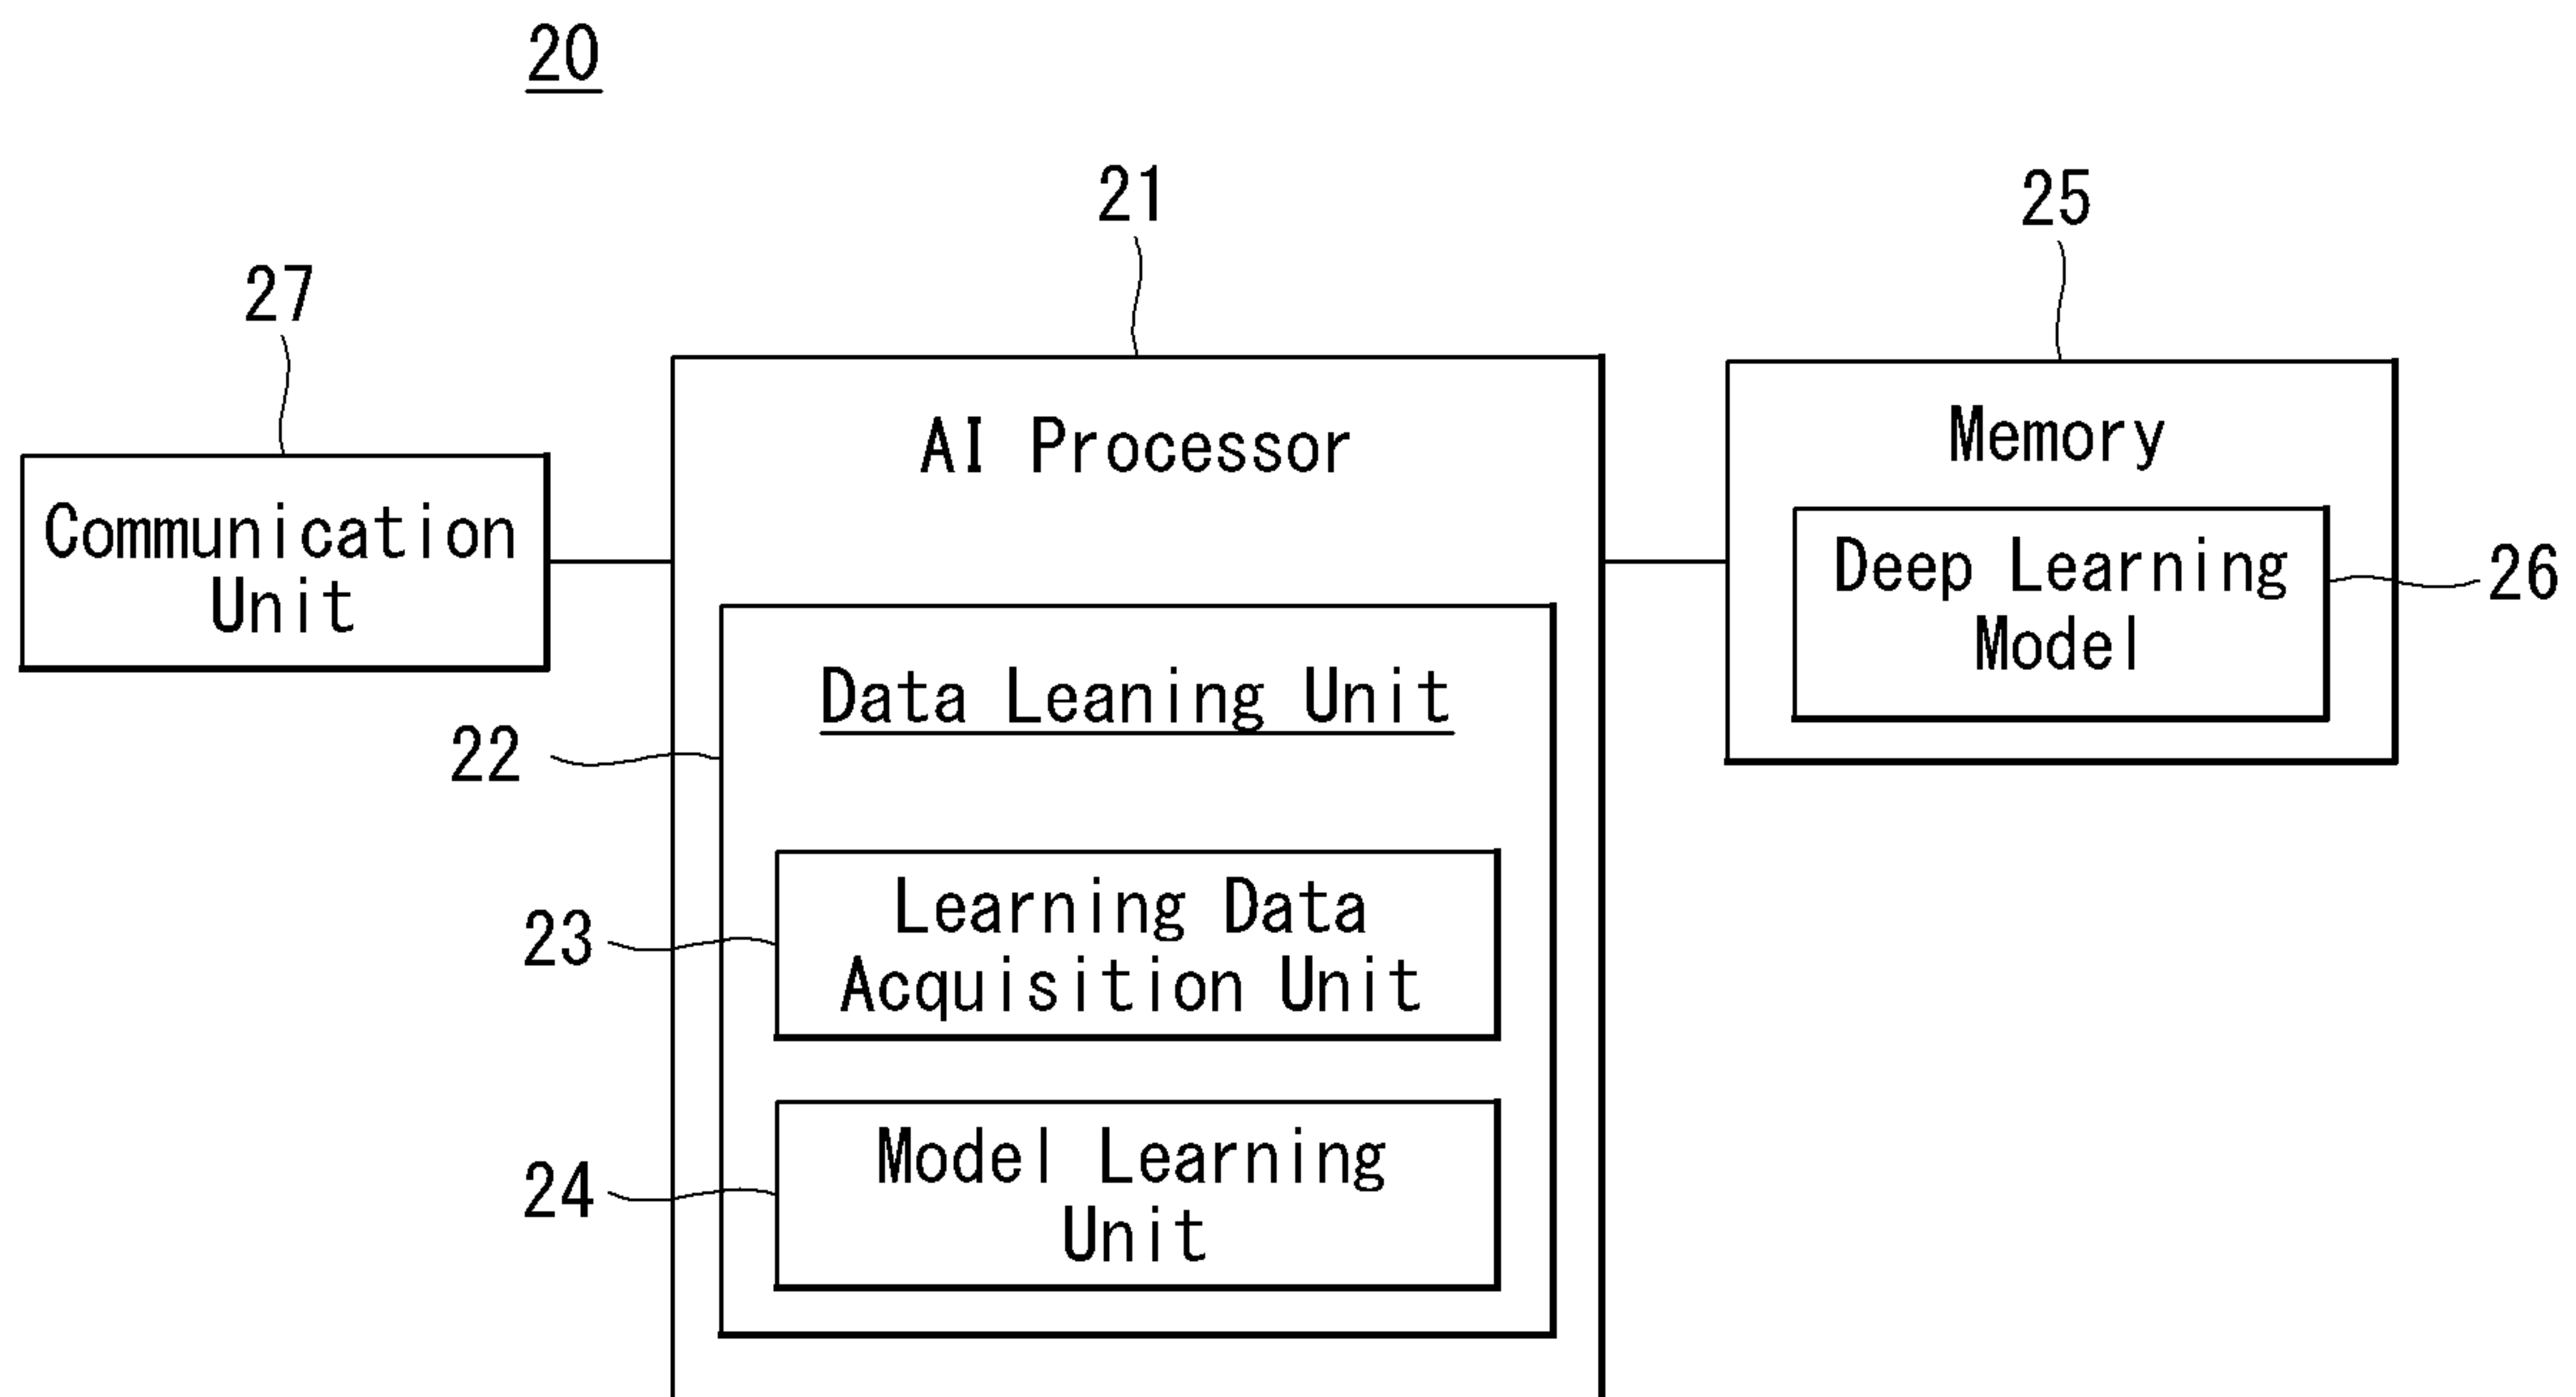 20
21
25
27
AI Processor
Memory
Communication
Unit
Deep Learning
Model
26
Data Leaning Unit
22
Learning Data
Acquisition Unit
23
Model Learning
Unit
24